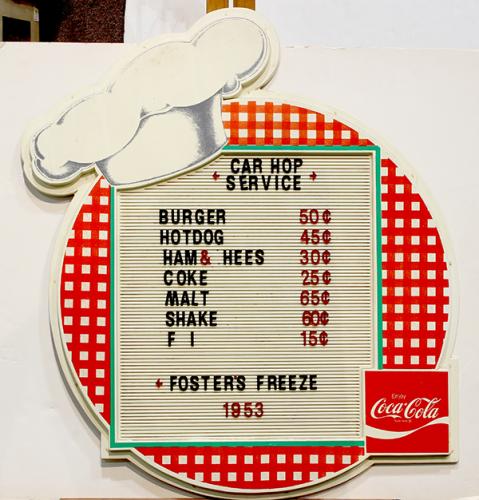 CAR HOP
SERVICE
BURGER 50¢
HOTDOG 45¢
HAM& HEES 30¢
COKE 25¢
MALT 65¢
SHAKE 60¢
F I 15¢
FOSTER'S FREEZE
1953
Enjoy
Coca-Cola